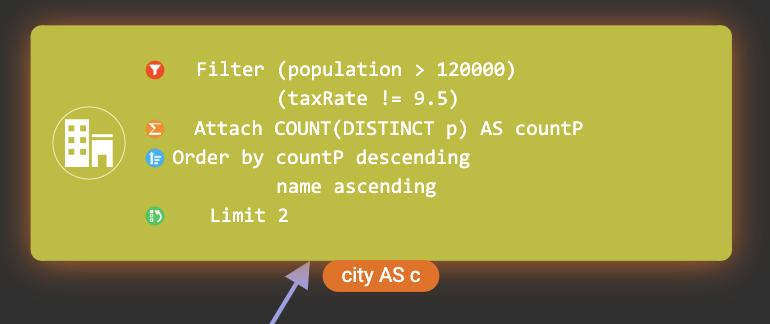 Filter (population > 120000)
(taxRate != 9.5)
Attach COUNT(DISTINCT p) AS countP
Order by countP descending
name ascending
Limit 2
city AS c